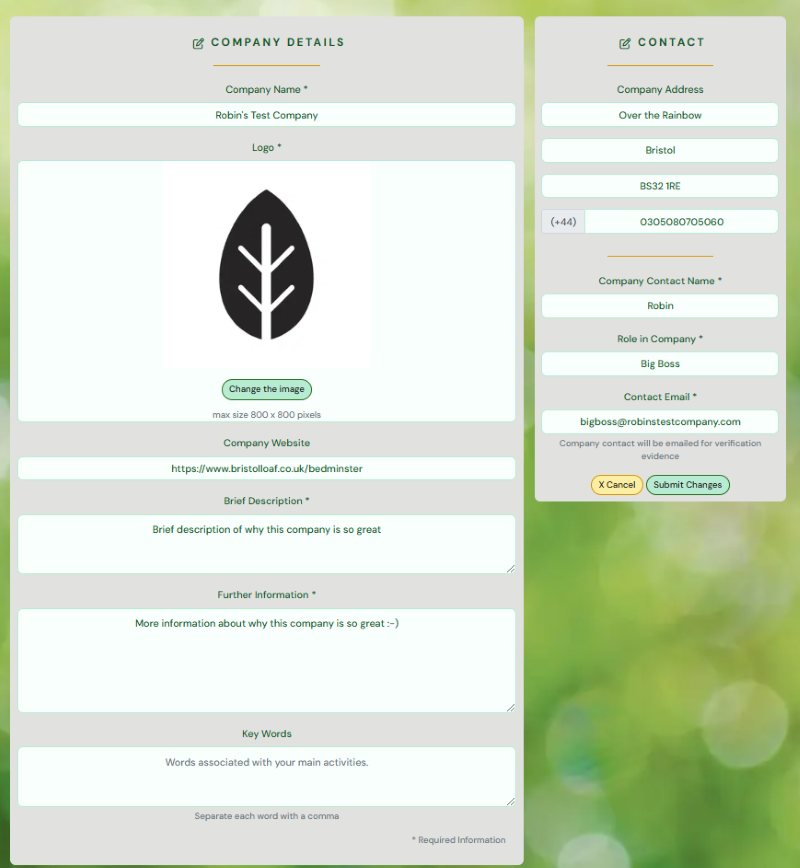 COMPANY DETAILS
Company Name *
Robin's Test Company
Logo *
Change the image
max size 800 x 800 pixels
Company Website
https://www.bristolloaf.co.uk/bedminster
Brief Description *
Brief description of why this company is so great
Further Information *
More information about why this company is so great :-)
Key Words
Words associated with your main activities.
Separate each word with a comma
* Required Information
CONTACT
Company Address
Over the Rainbow
Bristol
BS32 1RE
(+44) 0305080705060
Company Contact Name *
Robin
Role in Company *
Big Boss
Contact Email *
bigboss@robinstestcompany.com
Company contact will be emailed for verification
evidence
X Cancel Submit Changes